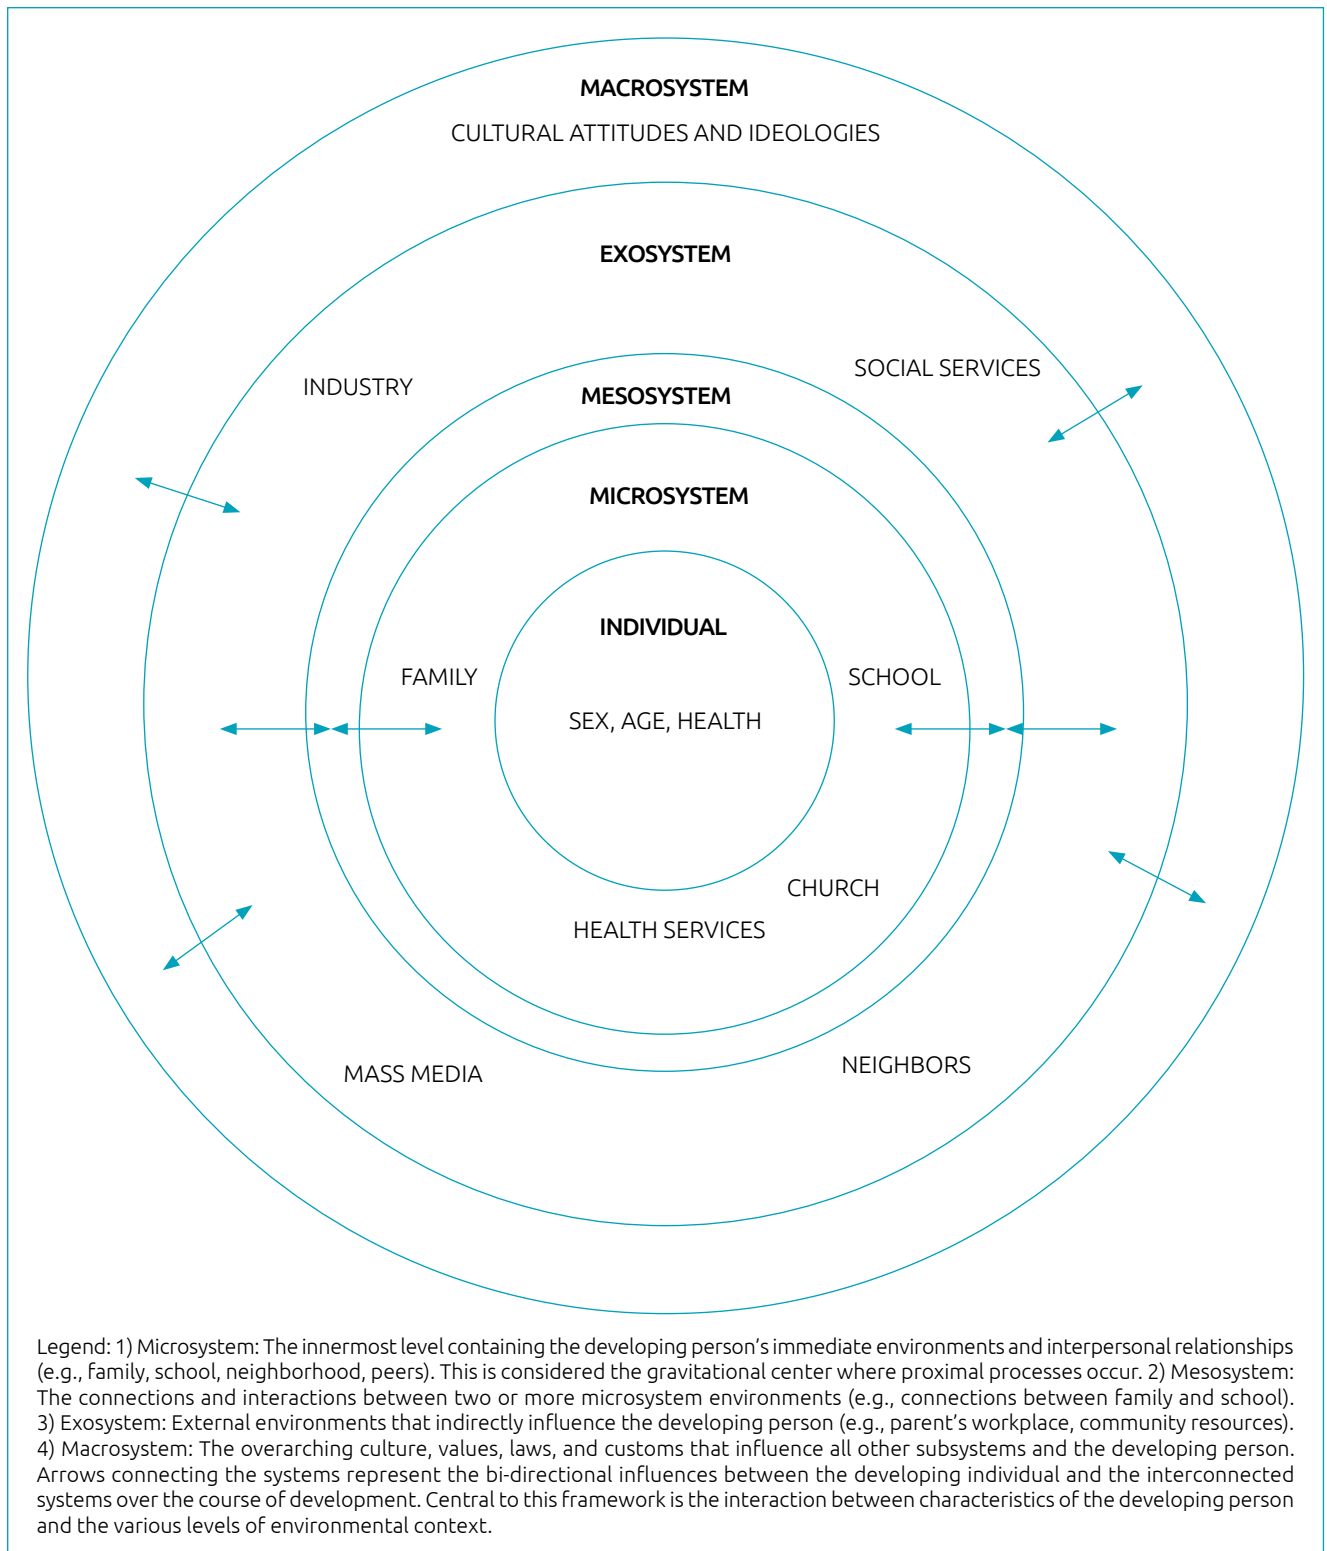 MACROSYSTEM
CULTURAL ATTITUDES AND IDEOLOGIES
EXOSYSTEM
SOCIAL SERVICES
INDUSTRY
MESOSYSTEM
MICROSYSTEM
INDIVIDUAL
FAMILY
SCHOOL
SEX, AGE, HEALTH
CHURCH
HEALTH SERVICES
NEIGHBORS
MASS MEDIA
Legend: 1) Microsystem: The innermost level containing the developing person’s immediate environments and interpersonal relationships
(e.g., family, school, neighborhood, peers). This is considered the gravitational center where proximal processes occur. 2) Mesosystem:
The connections and interactions between two or more microsystem environments (e.g., connections between family and school).
3) Exosystem: External environments that indirectly influence the developing person (e.g., parent’s workplace, community resources).
4) Macrosystem: The overarching culture, values, laws, and customs that influence all other subsystems and the developing person.
Arrows connecting the systems represent the bi-directional influences between the developing individual and the interconnected
systems over the course of development. Central to this framework is the interaction between characteristics of the developing person
and the various levels of environmental context.